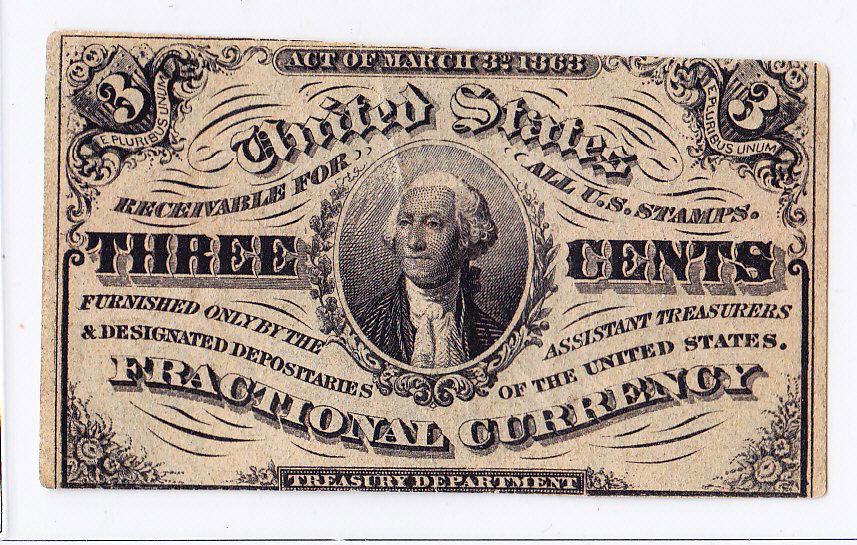 ACT OF MARCH 3D. 1863
3
E PLURIBUS UNUM
3
E PLURIBUS UNUM
United States
RECEIVABLE FOR ALL U.S. STAMPS.
THREE CENTS
FURNISHED ONLY BY THE ASSISTANT TREASURERS
& DESIGNATED DEPOSITARIES OF THE UNITED STATES.
FRACTIONAL CURRENCY
TREASURY DEPARTMENT